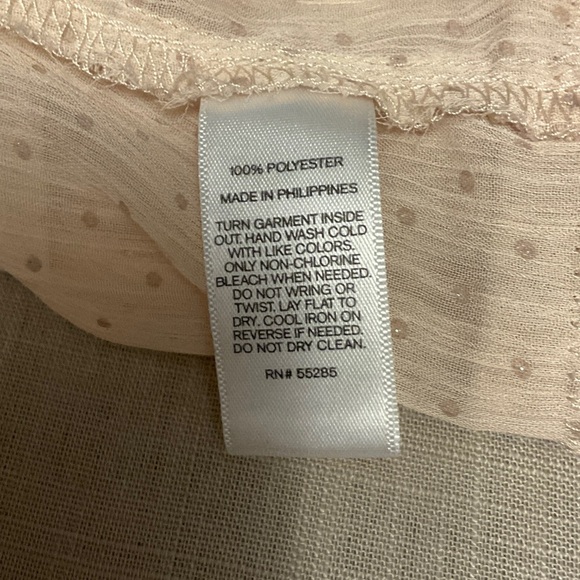 100% POLYESTER
MADE IN PHILIPPINES
TURN GARMENT INSIDE
OUT. HAND WASH COLD
WITH LIKE COLORS.
ONLY NON-CHLORINE
BLEACH WHEN NEEDED.
DO NOT WRING OR
TWIST. LAY FLAT TO
DRY. COOL IRON ON
REVERSE IF NEEDED.
DO NOT DRY CLEAN.
RN# 55285